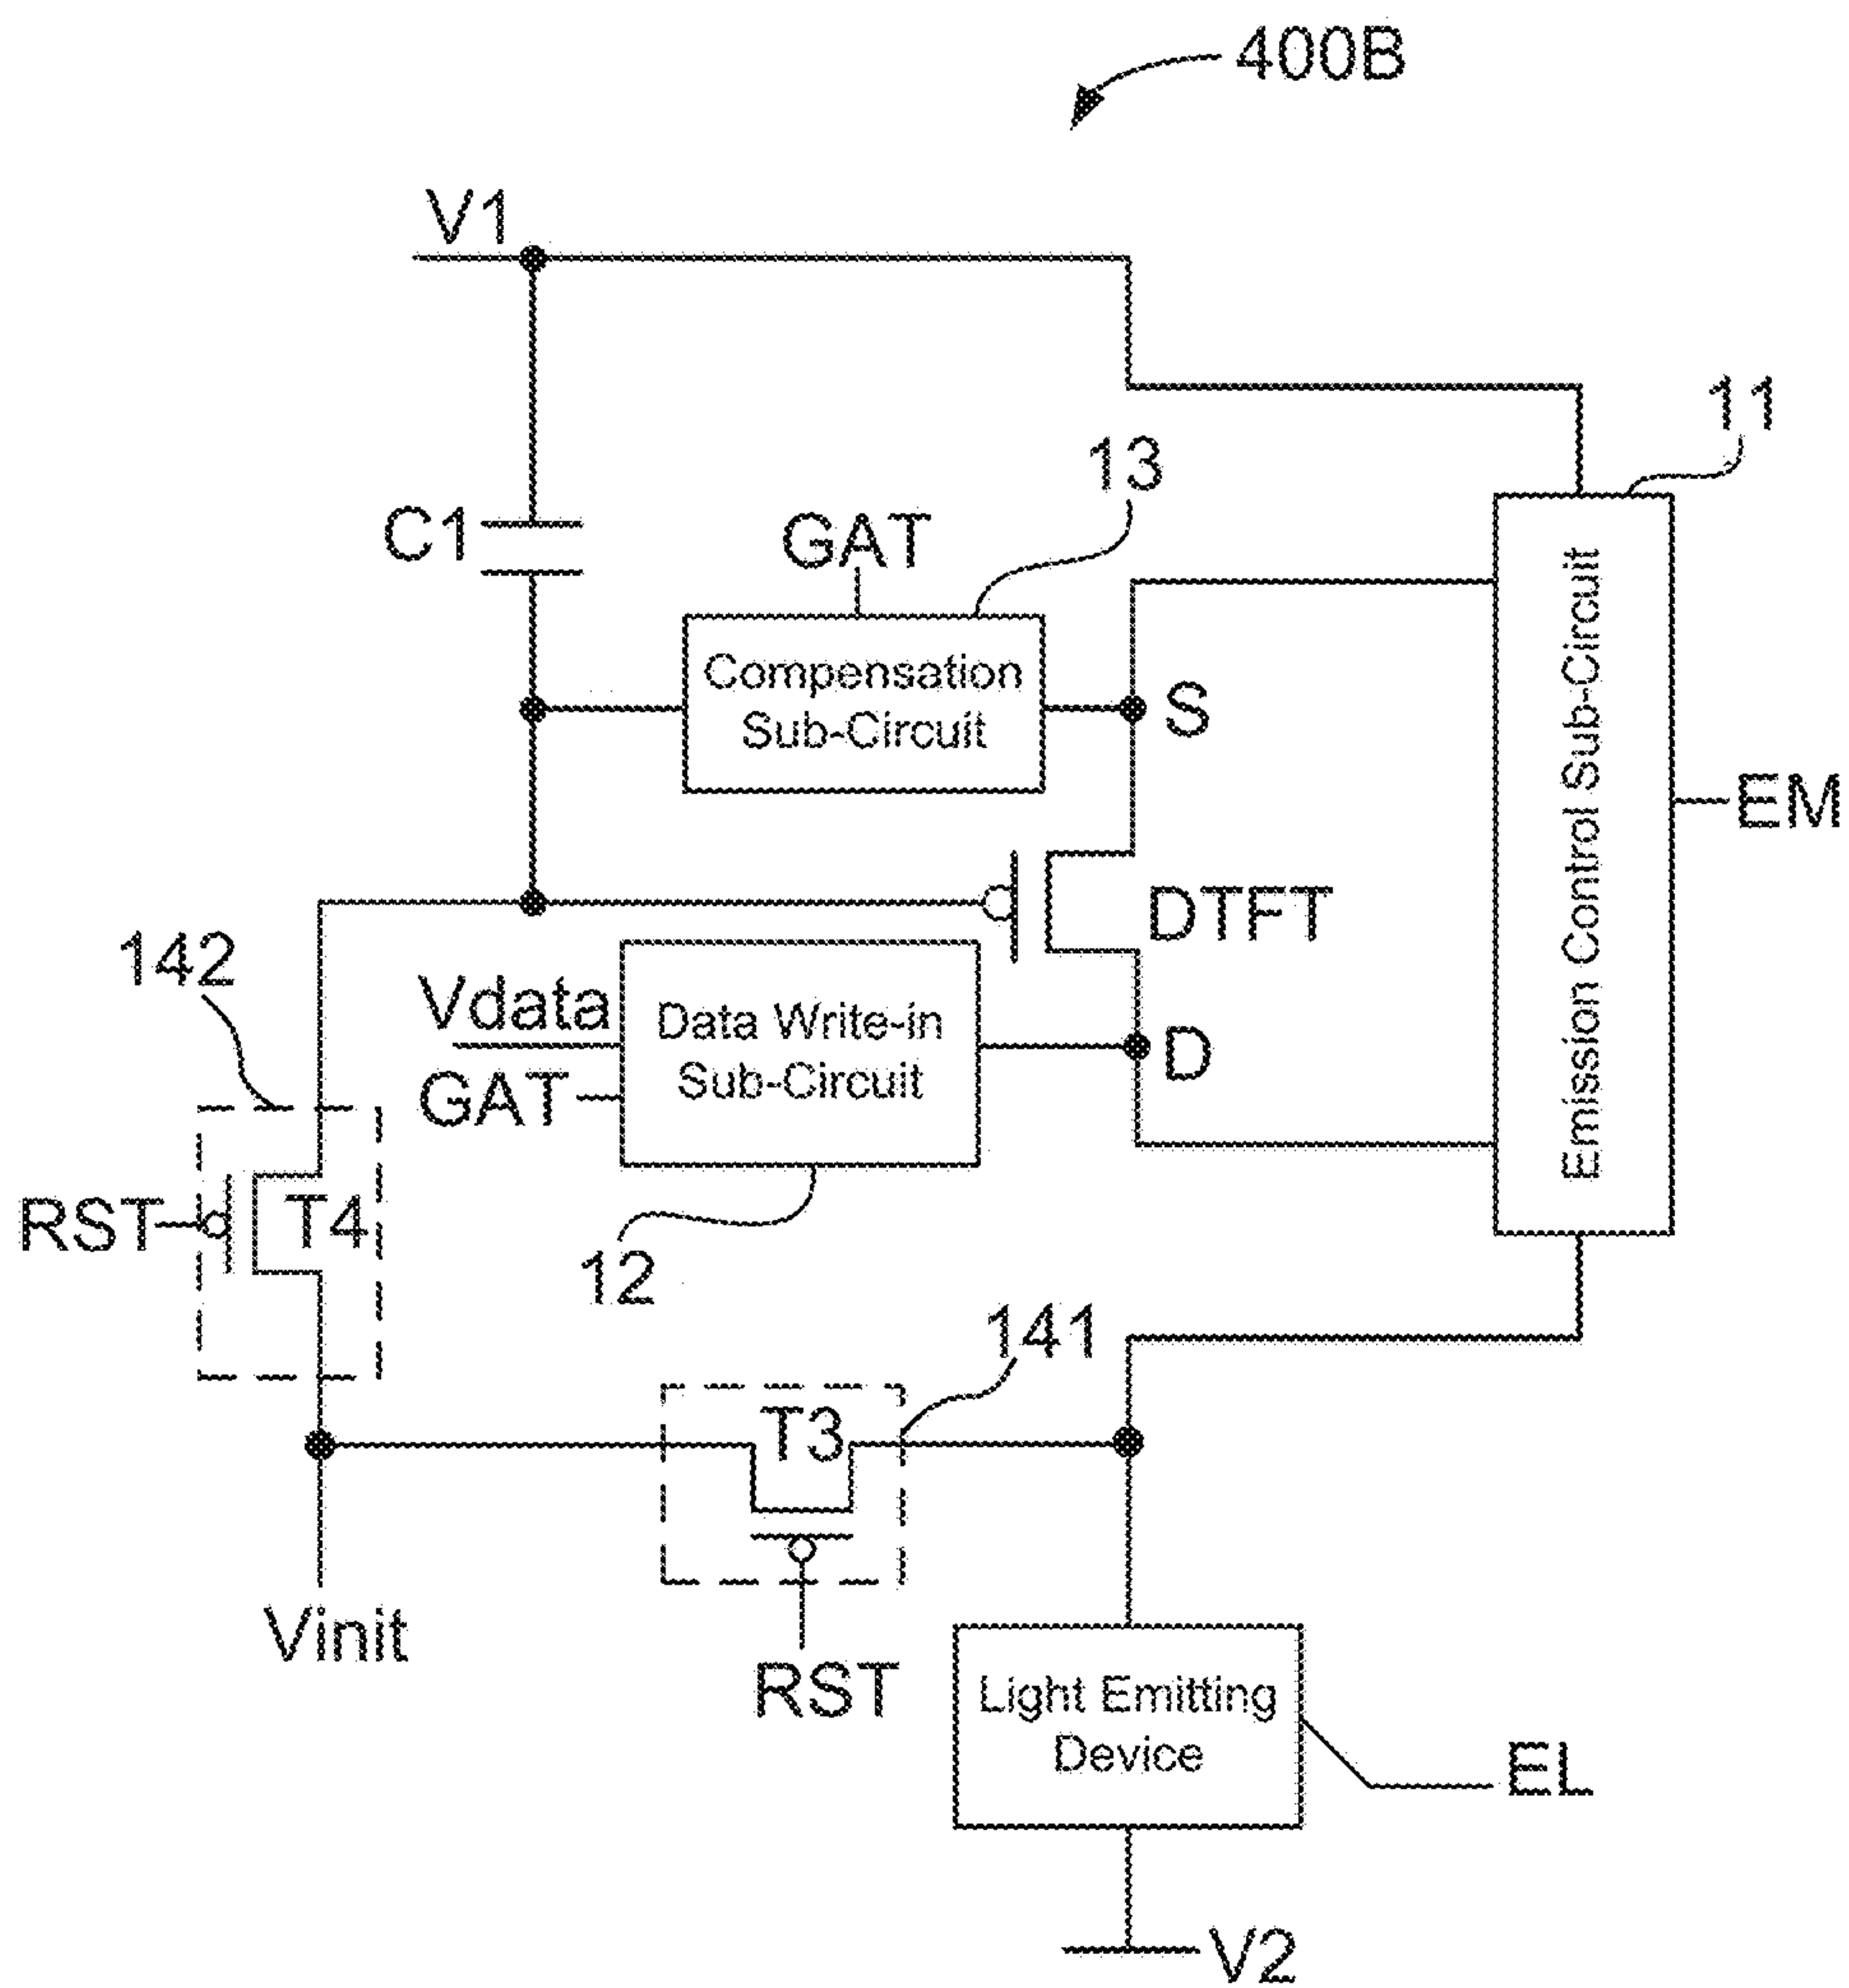 400B
V1
11
13
C1
GAT
Compensation
Sub-Circuit
S
Emission Control Sub-Circuit
EM
DTFT
142
Vdata
Data Write-in
Sub-Circuit
D
GAT
RST
T4
12
141
T3
Vinit
RST
Light Emitting
Device
EL
V2